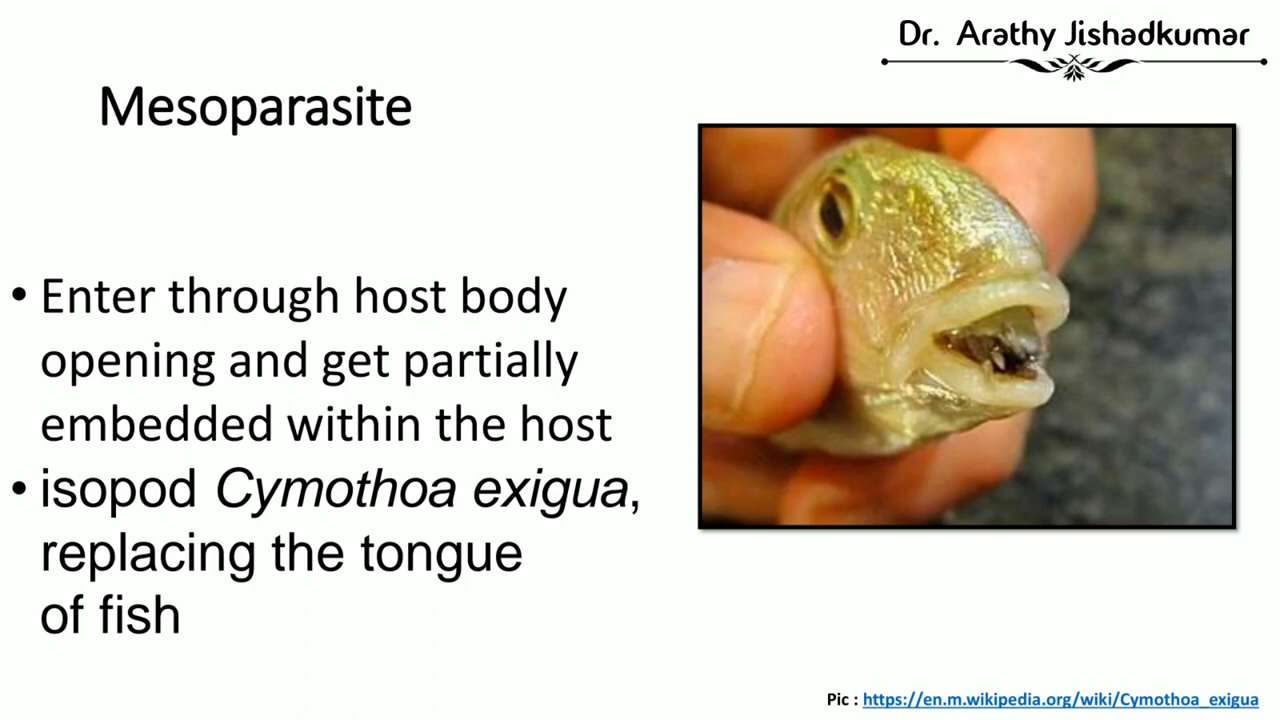 Dr. Arathy Jishadkumar
Mesoparasite
• Enter through host body
opening and get partially
embedded within the host
• isopod Cymothoa exigua,
replacing the tongue
of fish
Pic : https://en.m.wikipedia.org/wiki/Cymothoa_exigua